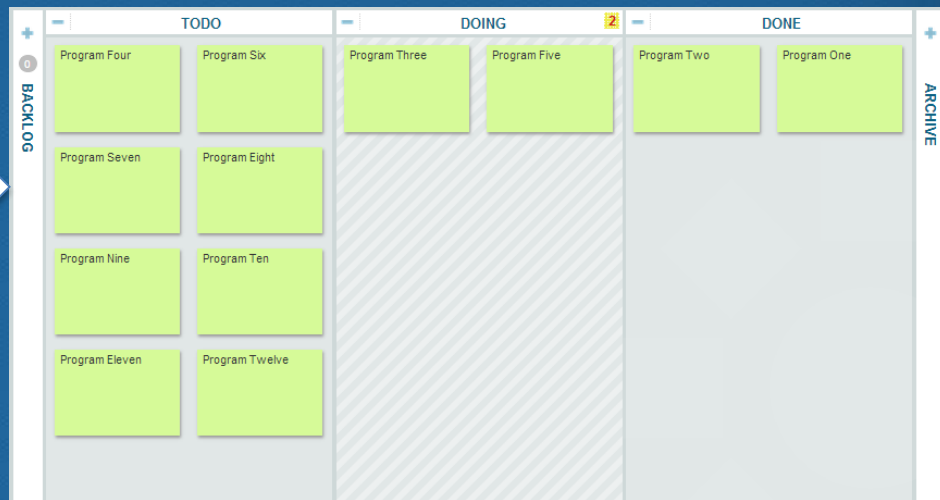 TODO
DOING
2
DONE
0
BACKLOG
ARCHIVE
Program Four
Program Six
Program Three
Program Five
Program Two
Program One
Program Seven
Program Eight
Program Nine
Program Ten
Program Eleven
Program Twelve